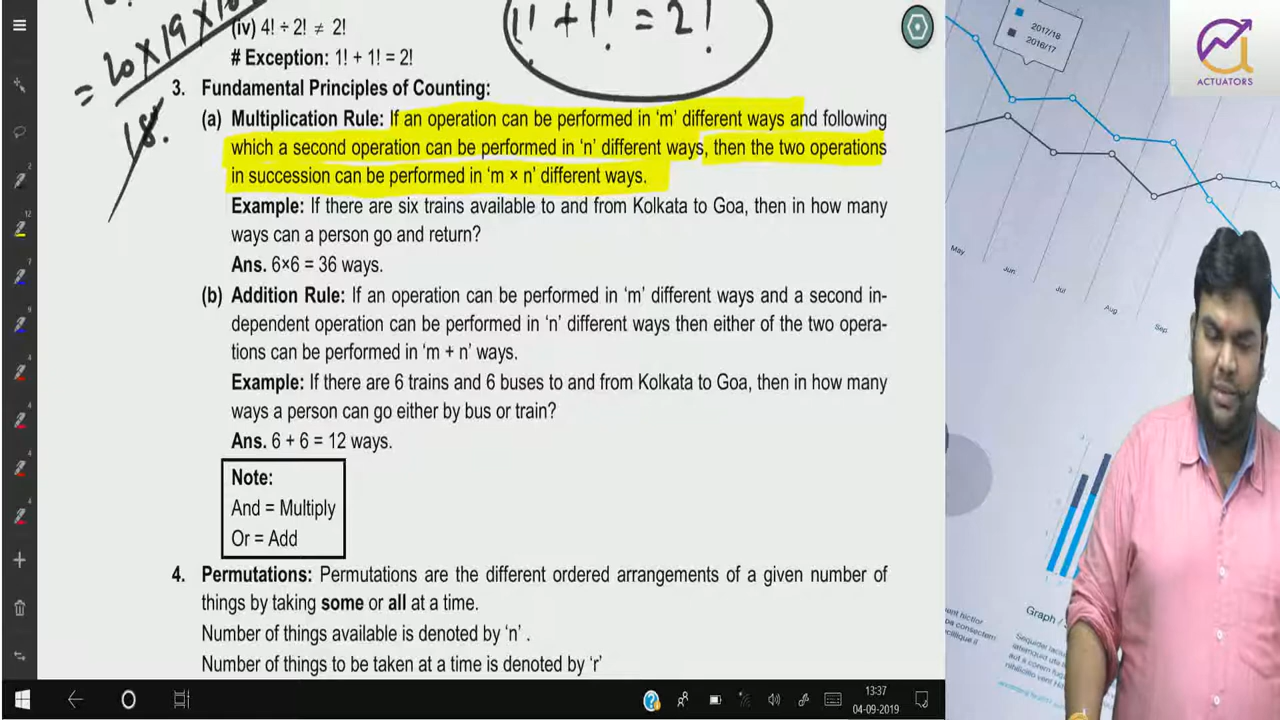 = 20 X 19 X 18
18.
(iv) 4! ÷ 2! ≠ 2!
1! + 1! = 2!
# Exception: 1! + 1! = 2!
3. Fundamental Principles of Counting:
(a) Multiplication Rule: If an operation can be performed in ‘m’ different ways and following
which a second operation can be performed in ‘n’ different ways, then the two operations
in succession can be performed in ‘m × n’ different ways.
Example: If there are six trains available to and from Kolkata to Goa, then in how many
ways can a person go and return?
Ans. 6×6 = 36 ways.
(b) Addition Rule: If an operation can be performed in ‘m’ different ways and a second in-
dependent operation can be performed in ‘n’ different ways then either of the two opera-
tions can be performed in ‘m + n’ ways.
Example: If there are 6 trains and 6 buses to and from Kolkata to Goa, then in how many
ways a person can go either by bus or train?
Ans. 6 + 6 = 12 ways.
Note:
And = Multiply
Or = Add
4. Permutations: Permutations are the different ordered arrangements of a given number of
things by taking some or all at a time.
Number of things available is denoted by ‘n’ .
Number of things to be taken at a time is denoted by ‘r’
13:37
04-09-2019
2017/18
2016/17
ACTUATORS
May
Jun
Jul
Aug
Sep
Graph /